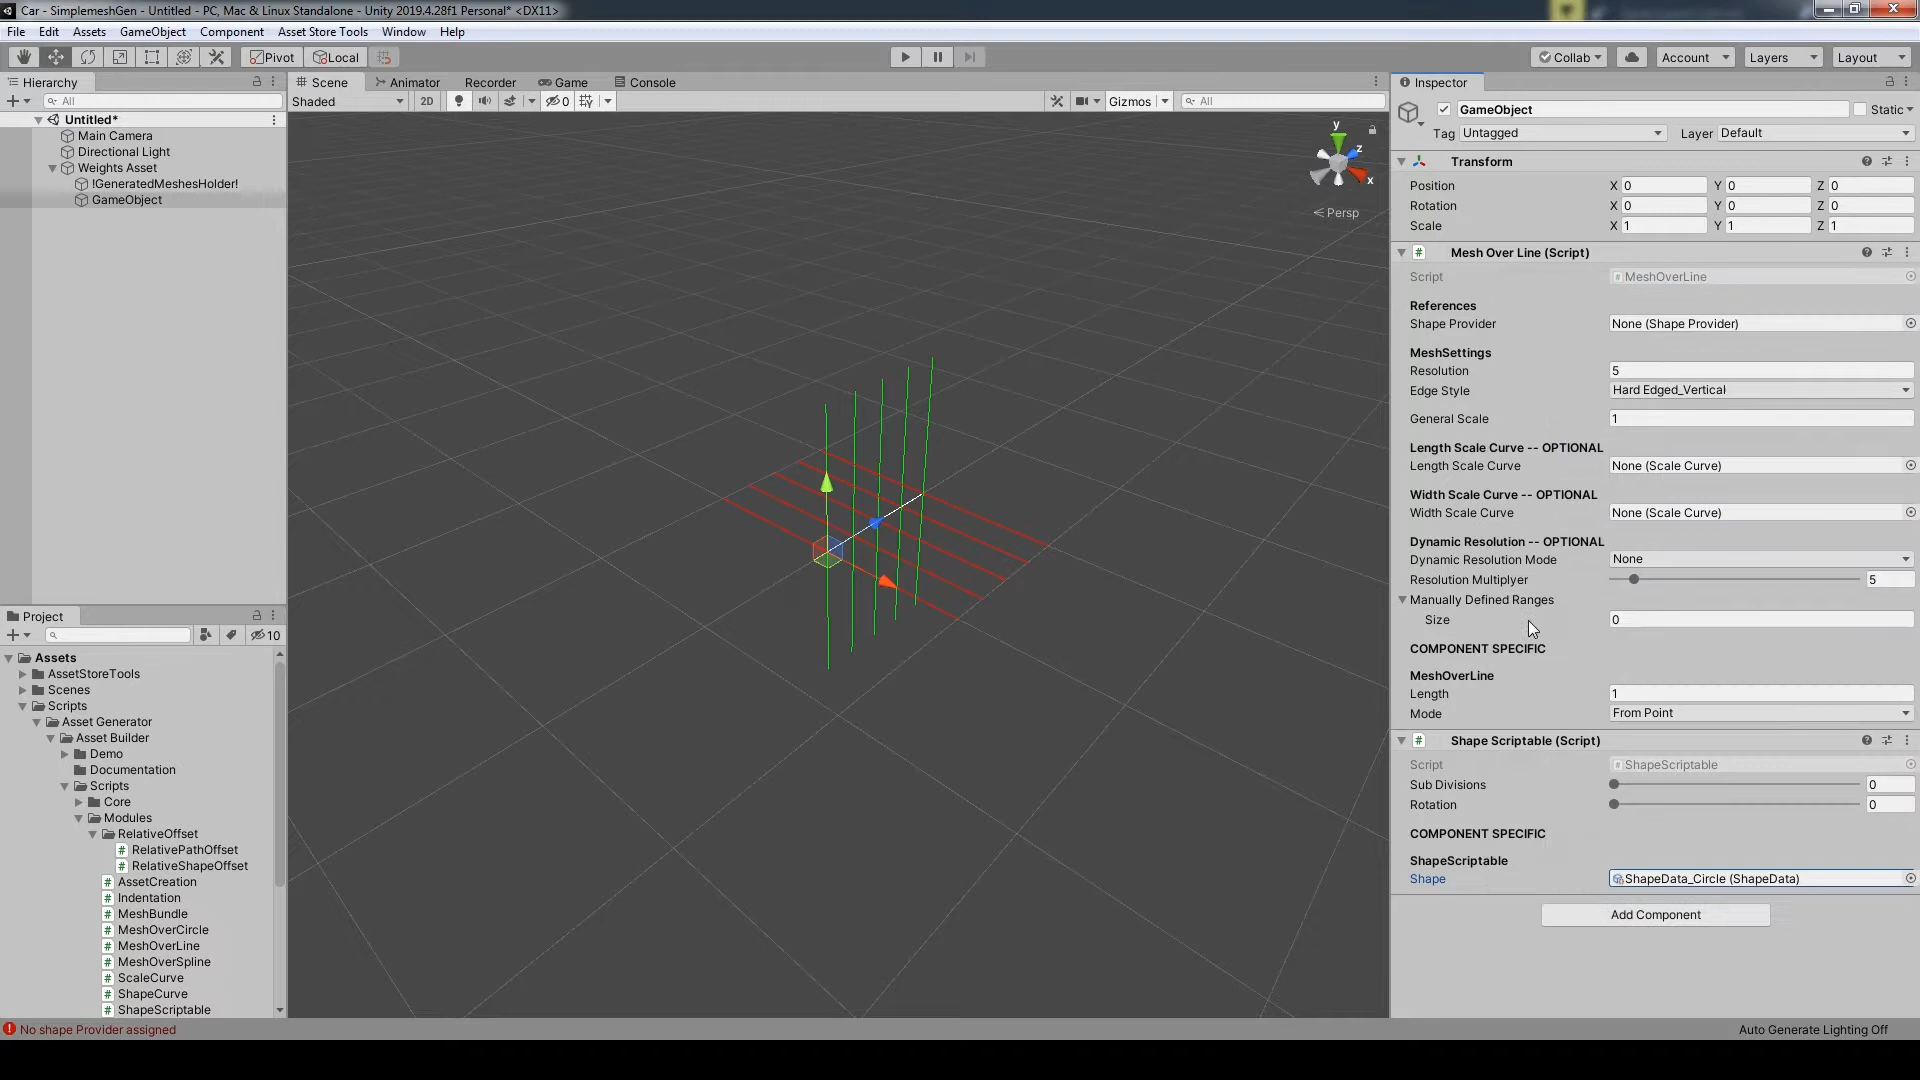 Car - SimplemeshGen - Untitled - PC, Mac & Linux Standalone - Unity 2019.4.28f1 Personal* <DX11>
File Edit Assets GameObject Component Asset Store Tools Window Help
Pivot Local Collab Account Layers Layout
Hierarchy
All
Untitled*
Main Camera
Directional Light
Weights Asset
!GeneratedMeshesHolder!
GameObject
Scene Animator Recorder Game Console
Shaded 2D 0 Gizmos All
y
z
x
< Persp
Project
10
Assets
AssetStoreTools
Scenes
Scripts
Asset Generator
Asset Builder
Demo
Documentation
Scripts
Core
Modules
RelativeOffset
RelativePathOffset
RelativeShapeOffset
AssetCreation
Indentation
MeshBundle
MeshOverCircle
MeshOverLine
MeshOverSpline
ScaleCurve
ShapeCurve
ShapeScriptable
Inspector
GameObject Static
Tag Untagged Layer Default
Transform
Position X 0 Y 0 Z 0
Rotation X 0 Y 0 Z 0
Scale X 1 Y 1 Z 1
Mesh Over Line (Script)
Script MeshOverLine
References
Shape Provider None (Shape Provider)
MeshSettings
Resolution 5
Edge Style Hard Edged_Vertical
General Scale 1
Length Scale Curve -- OPTIONAL
Length Scale Curve None (Scale Curve)
Width Scale Curve -- OPTIONAL
Width Scale Curve None (Scale Curve)
Dynamic Resolution -- OPTIONAL
Dynamic Resolution Mode None
Resolution Multiplyer 5
Manually Defined Ranges
Size 0
COMPONENT SPECIFIC
MeshOverLine
Length 1
Mode From Point
Shape Scriptable (Script)
Script ShapeScriptable
Sub Divisions 0
Rotation 0
COMPONENT SPECIFIC
ShapeScriptable
Shape ShapeData_Circle (ShapeData)
Add Component
No shape Provider assigned
Auto Generate Lighting Off